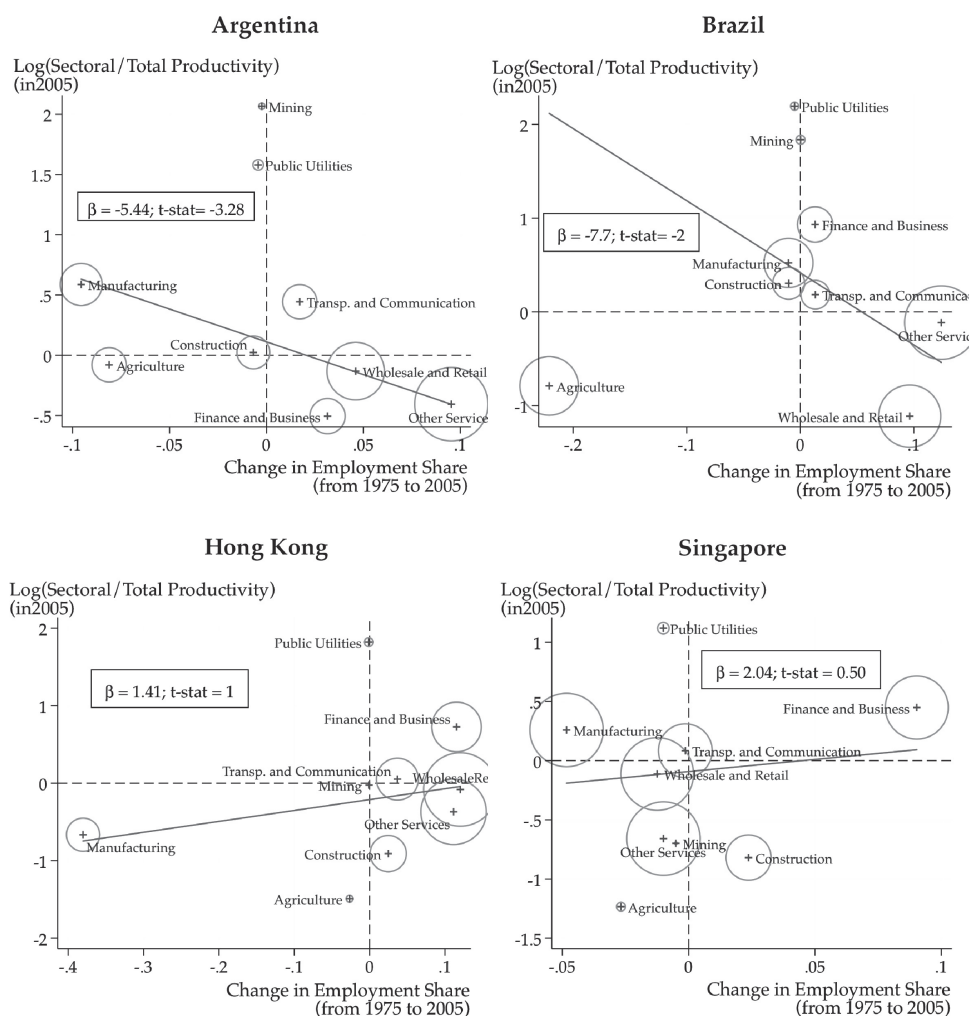 Argentina
Log(Sectoral/Total Productivity)
(in2005)
2
1.5
1
.5
0
-.5
Mining
Public Utilities
β = -5.44; t-stat= -3.28
Manufacturing
Transp. and Communication
Construction
Agriculture
Wholesale and Retail
Finance and Business
Other Service
-.1
-.05
0
.05
.1
Change in Employment Share
(from 1975 to 2005)
Brazil
Log(Sectoral/Total Productivity)
(in2005)
2
1
0
-1
Public Utilities
Mining
β = -7.7; t-stat= -2
Finance and Business
Manufacturing
Construction
Transp. and Communica
Other Servic
Agriculture
Wholesale and Retail
-0.2
-0.1
0
0.1
Change in Employment Share
(from 1975 to 2005)
Hong Kong
Log(Sectoral/Total Productivity)
(in2005)
2
1
0
-1
-2
Public Utilities
β = 1.41; t-stat = 1
Finance and Business
Transp. and Communication
WholesaleRe
Mining
Other Services
Manufacturing
Construction
Agriculture
-.4
-.3
-.2
-.1
0
.1
Change in Employment Share
(from 1975 to 2005)
Singapore
Log(Sectoral/Total Productivity)
(in2005)
1
.5
0
-.5
-1
-1.5
Public Utilities
β = 2.04; t-stat = 0.50
Finance and Business
Manufacturing
Transp. and Communication
Wholesale and Retail
Mining
Other Services
Construction
Agriculture
-.05
0
0.05
.1
Change in Employment Share
(from 1975 to 2005)